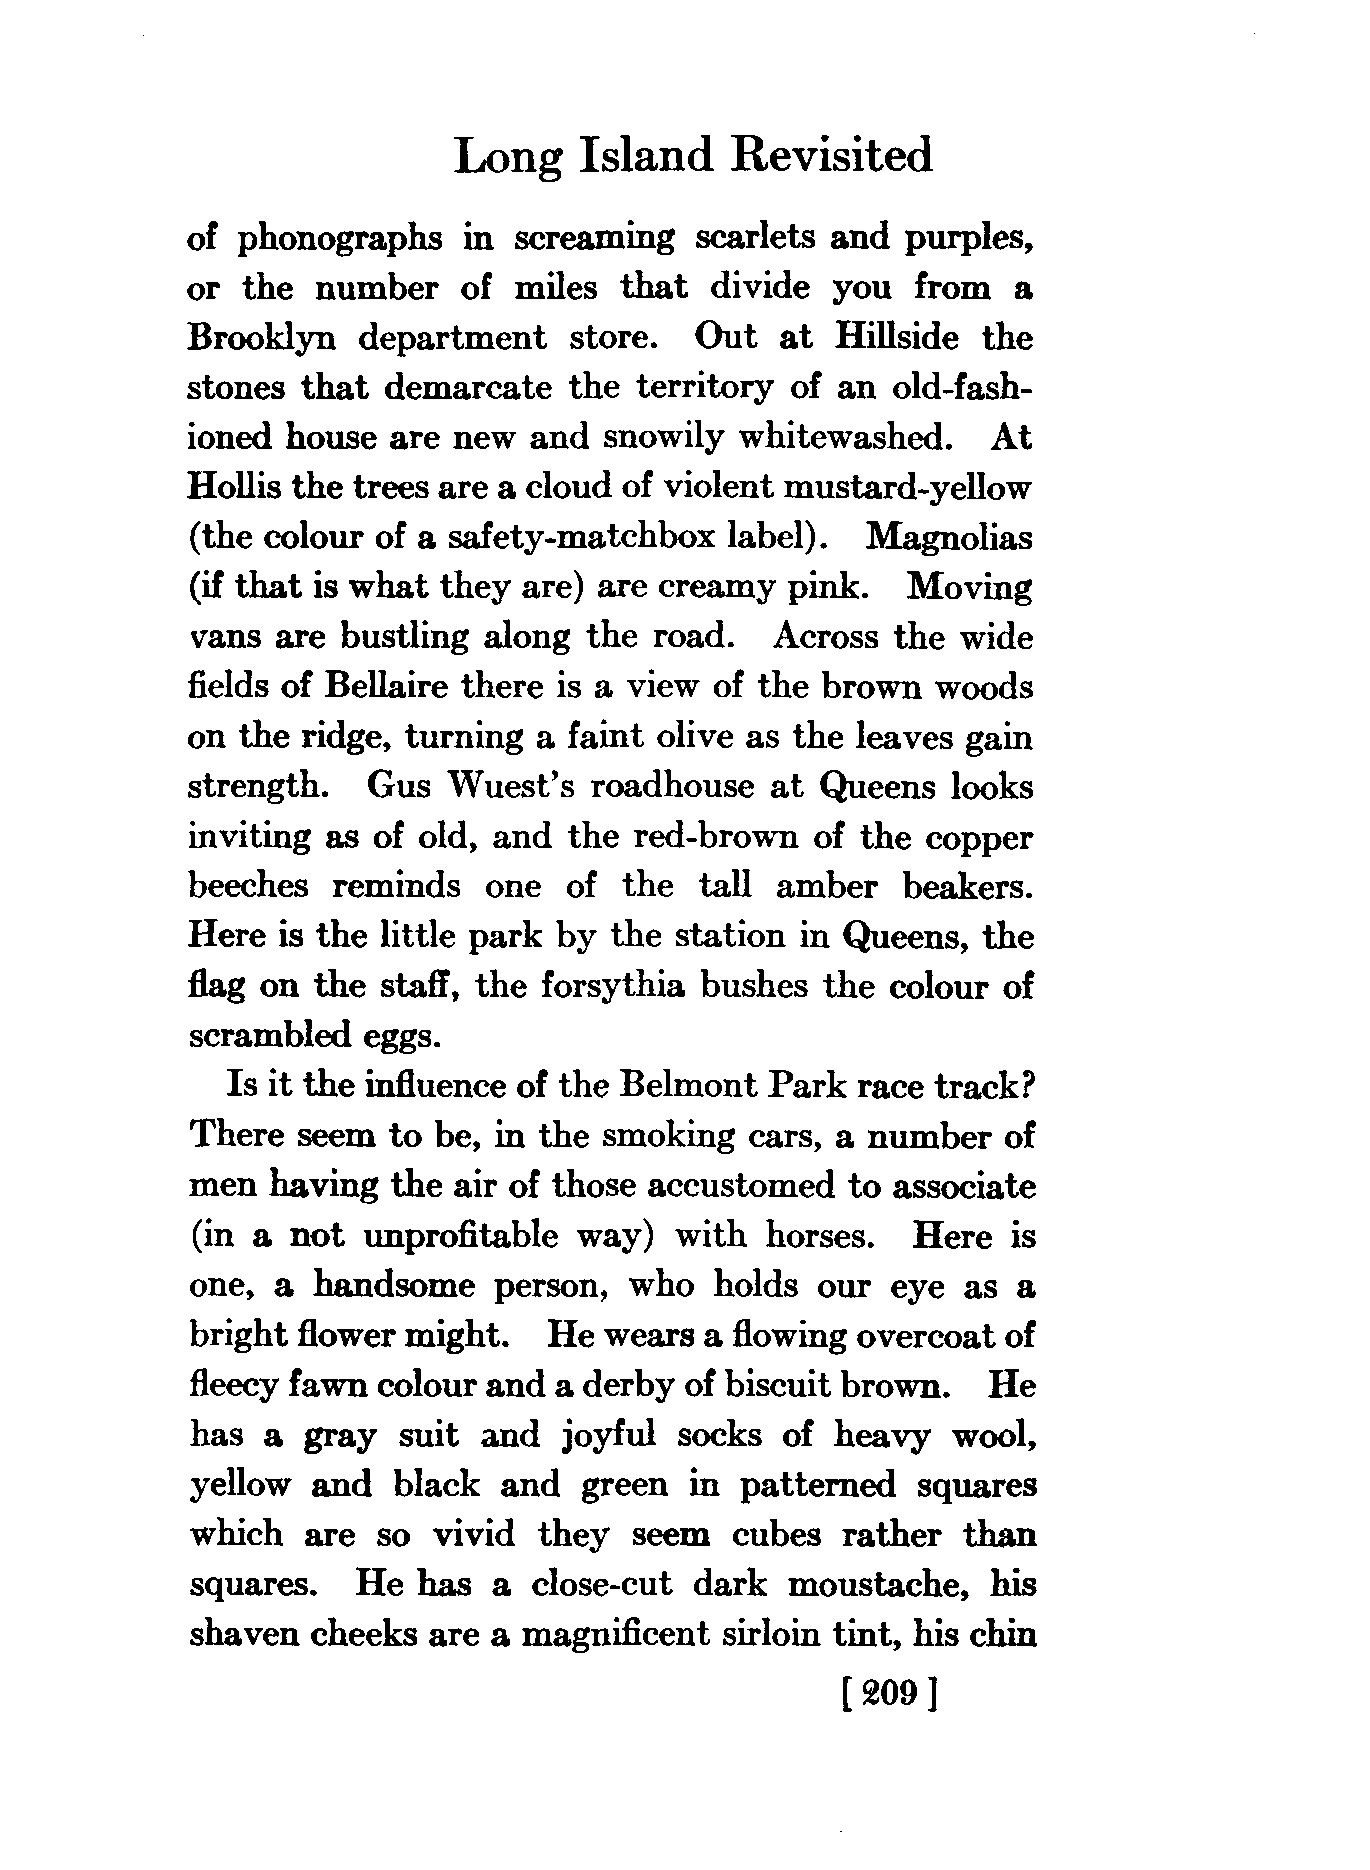 Long Island Revisited
of phonographs in screaming scarlets and purples,
or the number of miles that divide you from a
Brooklyn department store. Out at Hillside the
stones that demarcate the territory of an old-fash-
ioned house are new and snowily whitewashed. At
Hollis the trees are a cloud of violent mustard-yellow
(the colour of a safety-matchbox label). Magnolias
(if that is what they are) are creamy pink. Moving
vans are bustling along the road. Across the wide
fields of Bellaire there is a view of the brown woods
on the ridge, turning a faint olive as the leaves gain
strength. Gus Wuest's roadhouse at Queens looks
inviting as of old, and the red-brown of the copper
beeches reminds one of the tall amber beakers.
Here is the little park by the station in Queens, the
flag on the staff, the forsythia bushes the colour of
scrambled eggs.
Is it the influence of the Belmont Park race track?
There seem to be, in the smoking cars, a number of
men having the air of those accustomed to associate
(in a not unprofitable way) with horses. Here is
one, a handsome person, who holds our eye as a
bright flower might. He wears a flowing overcoat of
fleecy fawn colour and a derby of biscuit brown. He
has a gray suit and joyful socks of heavy wool,
yellow and black and green in patterned squares
which are so vivid they seem cubes rather than
squares. He has a close-cut dark moustache, his
shaven cheeks are a magnificent sirloin tint, his chin
[ 209 ]